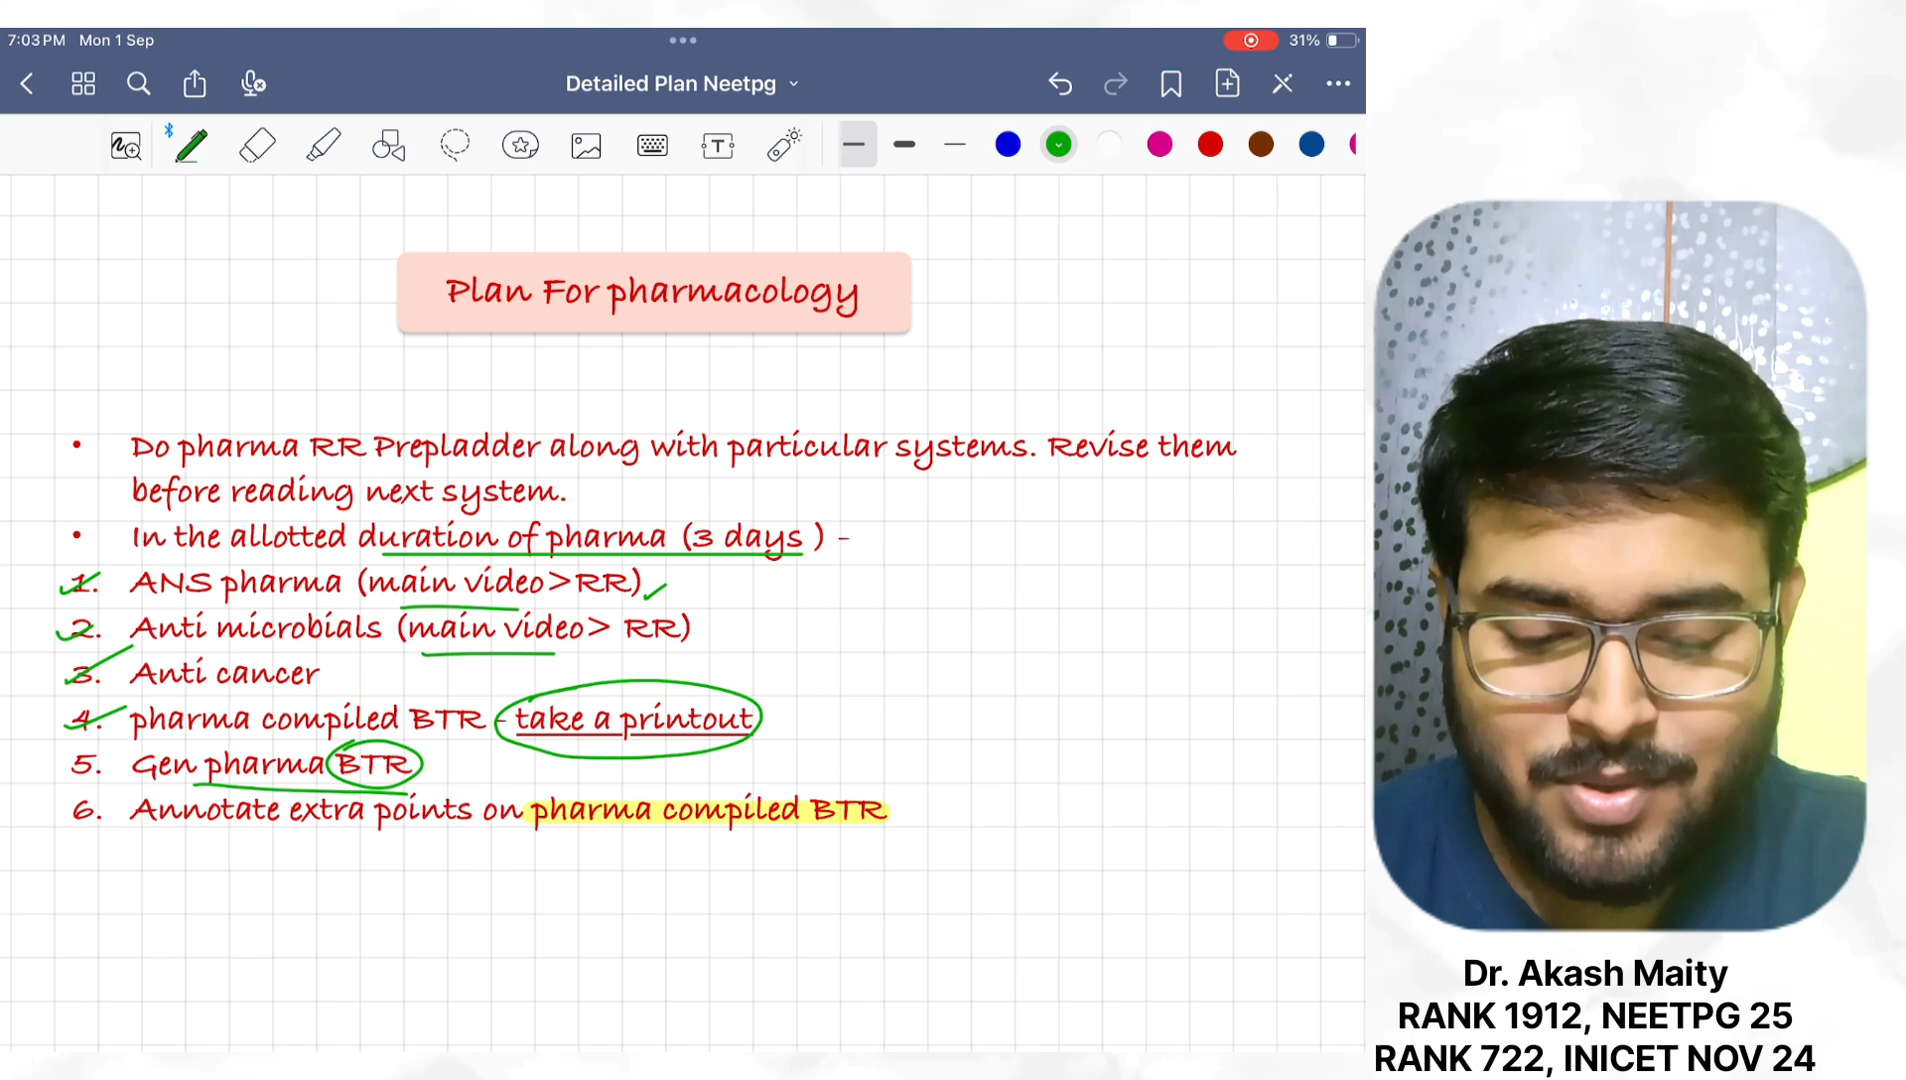 7:03 PM Mon 1 Sep
31%
Detailed Plan Neetpg
T
Plan For pharmacology
• Do pharma RR Prepladder along with particular systems. Revise them
before reading next system.
• In the allotted duration of pharma (3 days ) -
1. ANS pharma (main video>RR)
2. Anti microbials (main video> RR)
3. Anti cancer
4. pharma compiled BTR - take a printout
5. Gen pharma BTR
6. Annotate extra points on pharma compiled BTR
Dr. Akash Maity
RANK 1912, NEETPG 25
RANK 722, INICET NOV 24